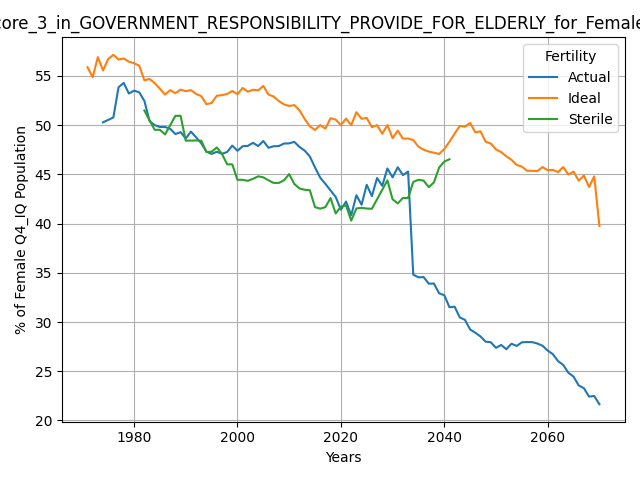 core_3_in_GOVERNMENT_RESPONSIBILITY_PROVIDE_FOR_ELDERLY_for_Female
Fertility
Actual
Ideal
Sterile
% of Female Q4_IQ Population
55
50
45
40
35
30
25
20
1980
2000
2020
2040
2060
Years